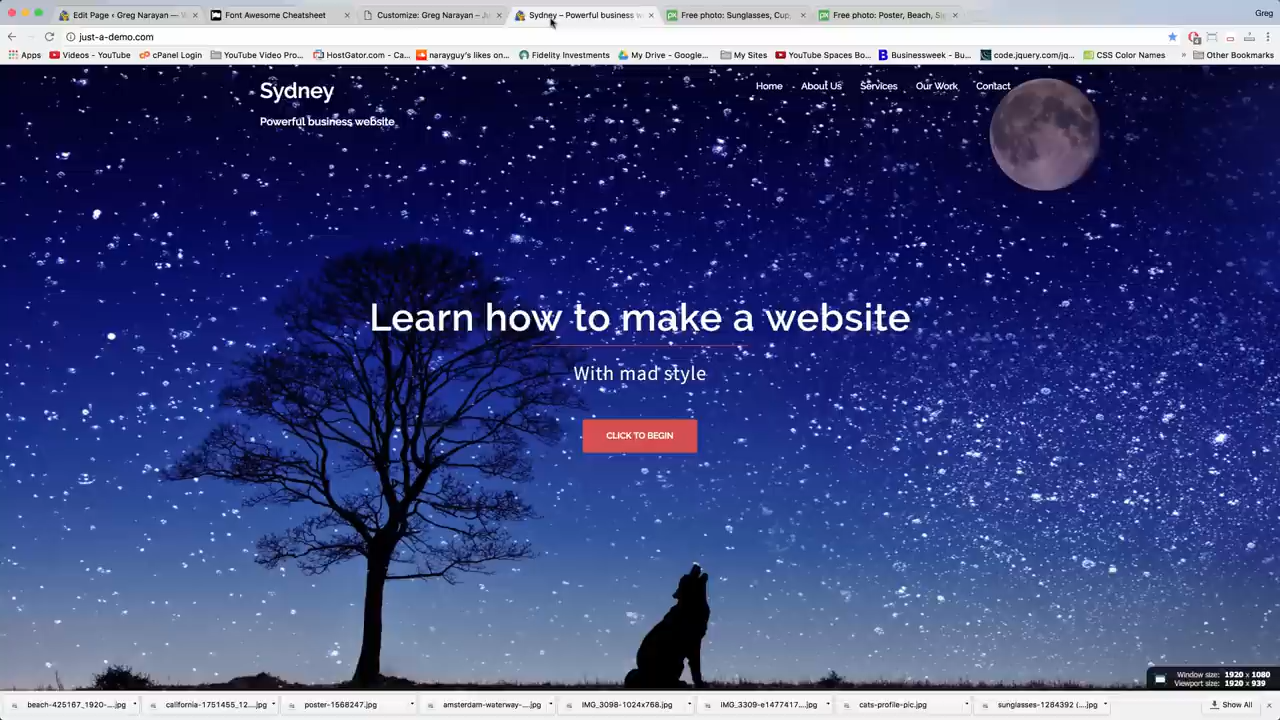 Edit Page ‹ Greg Narayan —
Font Awesome Cheatsheet
Customize: Greg Narayan – Ju
Sydney – Powerful business w
Free photo: Sunglasses, Cup,
Free photo: Poster, Beach, Si
Greg
just-a-demo.com
Apps
Videos - YouTube
cPanel Login
YouTube Video Pro...
HostGator.com - Ca...
narayguy's likes on...
Fidelity Investments
My Drive - Google...
My Sites
YouTube Spaces Bo...
Businessweek - Bu...
code.jquery.com/jq...
CSS Color Names
Other Bookmarks
Sydney
Powerful business website
Home
About Us
Services
Our Work
Contact
Learn how to make a website
With mad style
CLICK TO BEGIN
Window size: 1920 x 1080
Viewport size: 1920 x 939
beach-425167_1920-...jpg
california-1751455_12...jpg
poster-1568247.jpg
amsterdam-waterway-...jpg
IMG_3098-1024x768.jpg
IMG_3309-e1477417...jpg
cats-profile-pic.jpg
sunglasses-1284392 (...jpg
Show All